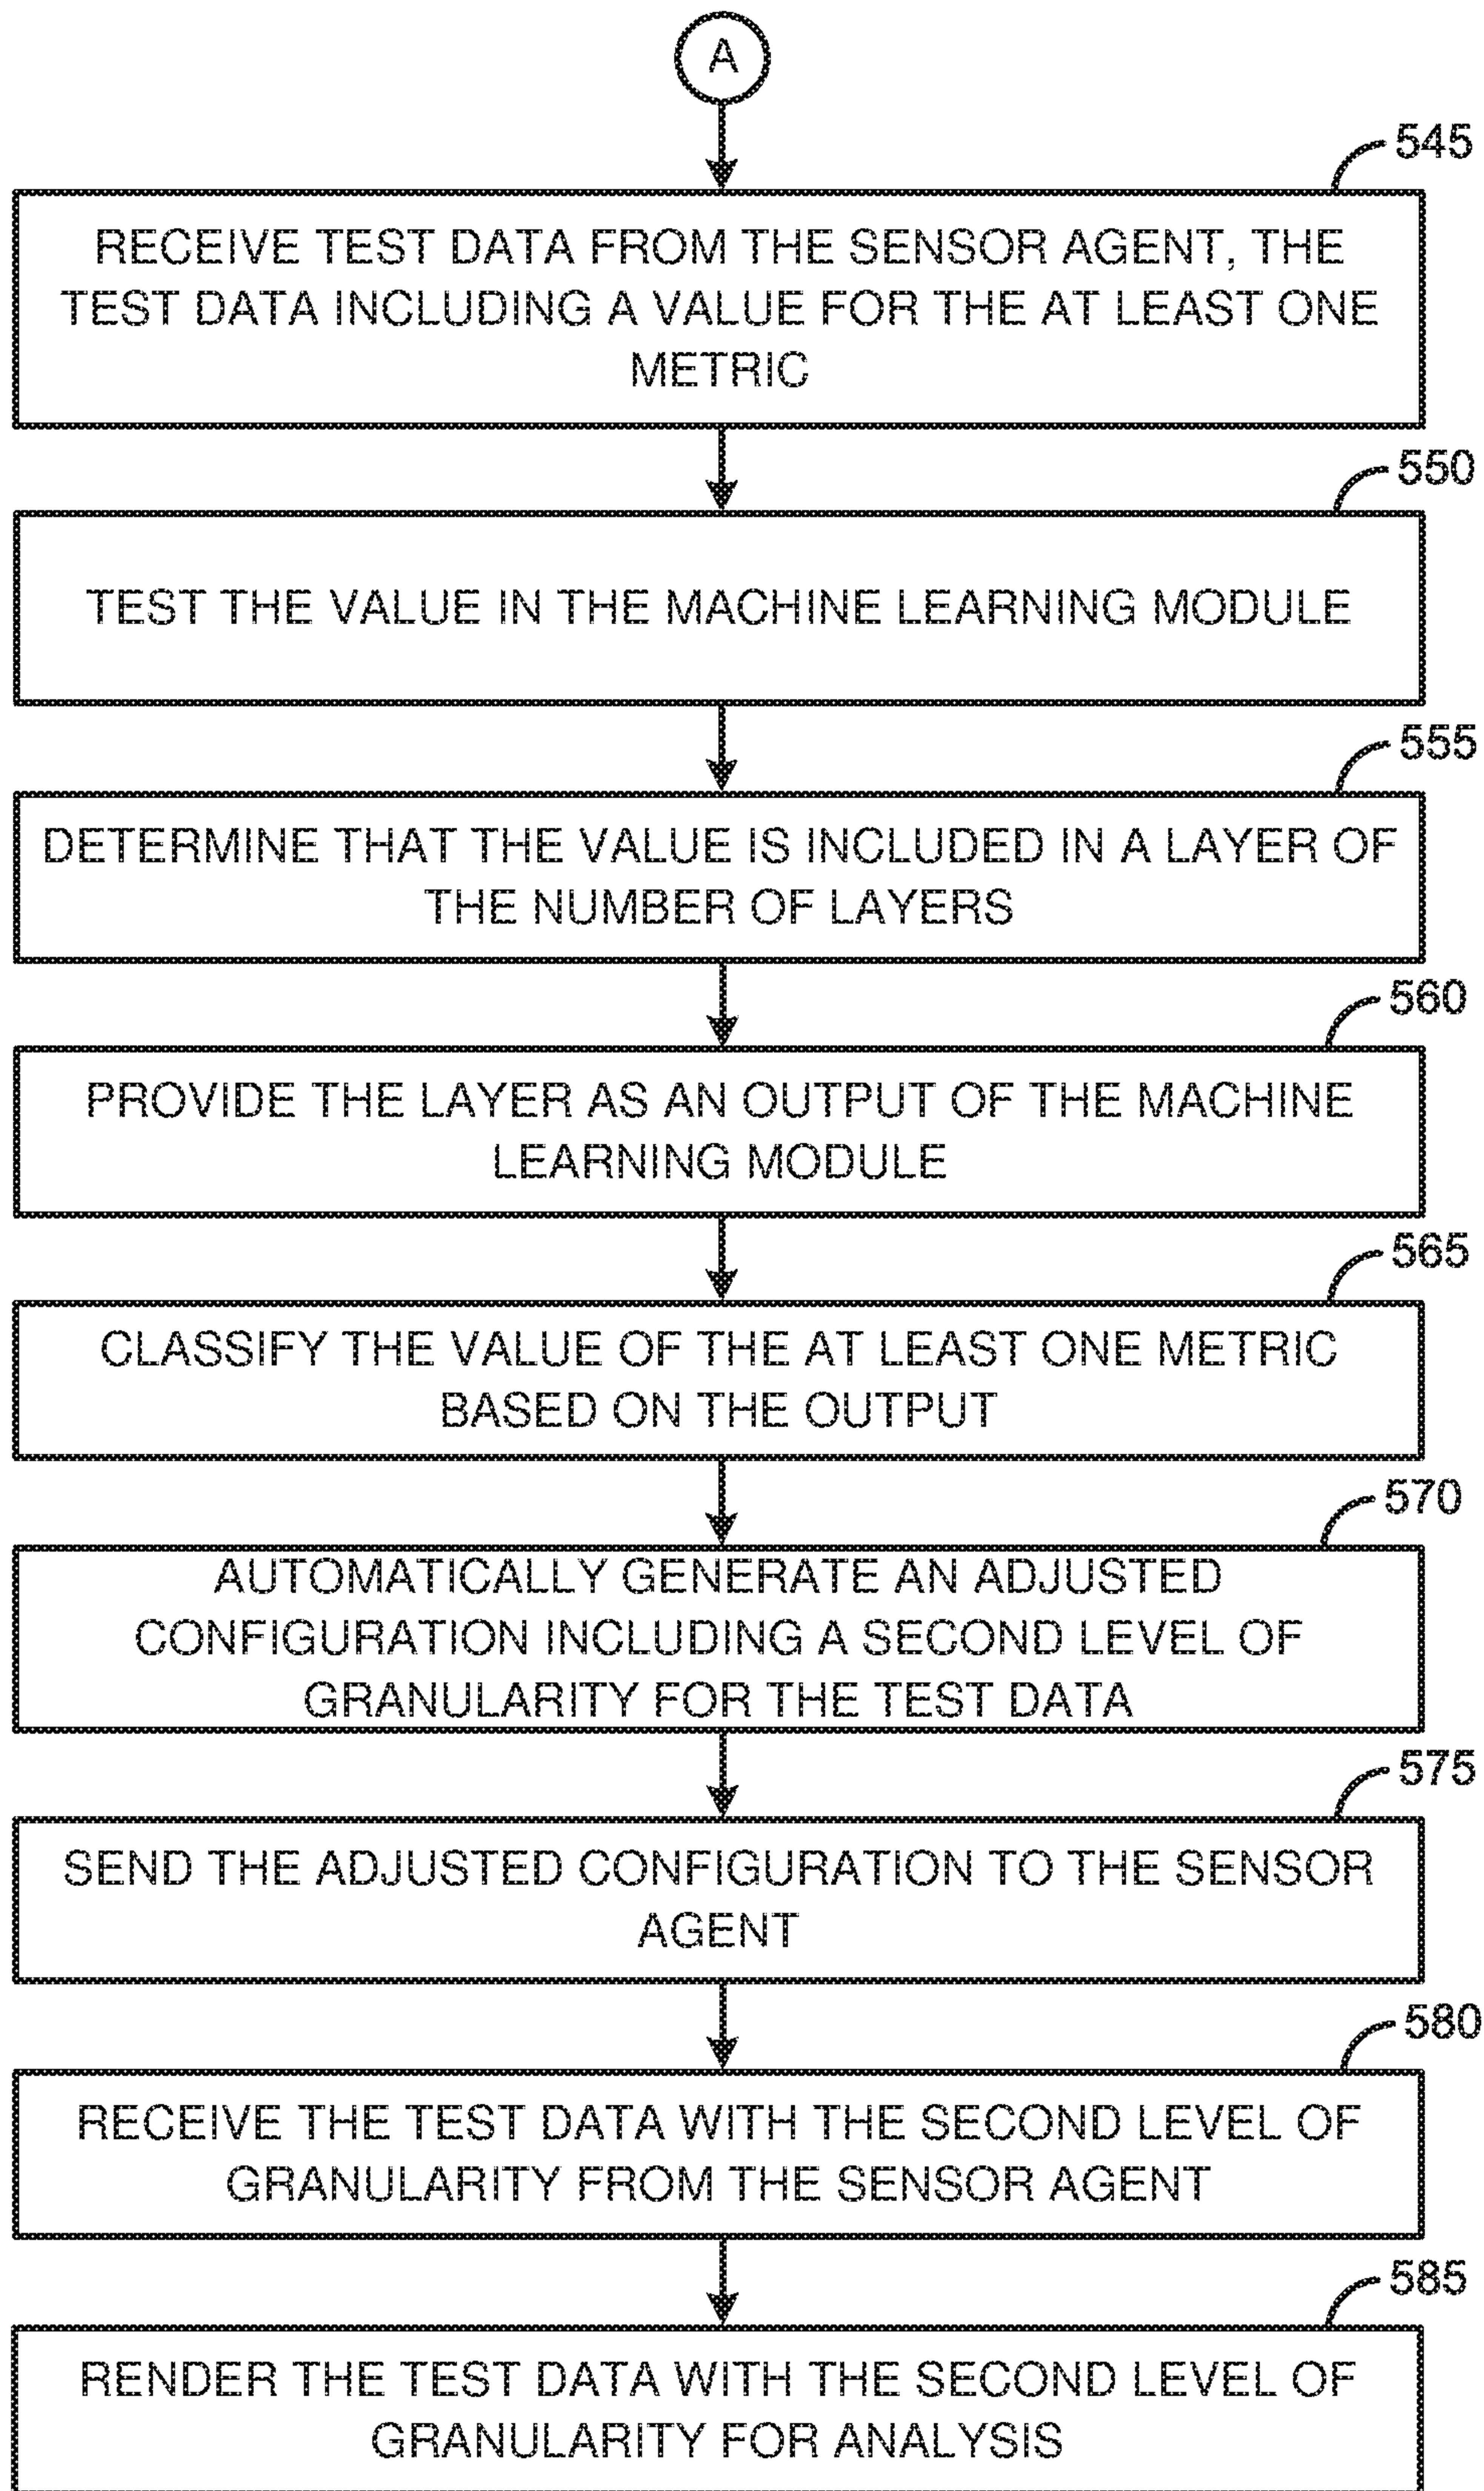 A
545
RECEIVE TEST DATA FROM THE SENSOR AGENT, THE
TEST DATA INCLUDING A VALUE FOR THE AT LEAST ONE
METRIC
550
TEST THE VALUE IN THE MACHINE LEARNING MODULE
555
DETERMINE THAT THE VALUE IS INCLUDED IN A LAYER OF
THE NUMBER OF LAYERS
560
PROVIDE THE LAYER AS AN OUTPUT OF THE MACHINE
LEARNING MODULE
565
CLASSIFY THE VALUE OF THE AT LEAST ONE METRIC
BASED ON THE OUTPUT
570
AUTOMATICALLY GENERATE AN ADJUSTED
CONFIGURATION INCLUDING A SECOND LEVEL OF
GRANULARITY FOR THE TEST DATA
575
SEND THE ADJUSTED CONFIGURATION TO THE SENSOR
AGENT
580
RECEIVE THE TEST DATA WITH THE SECOND LEVEL OF
GRANULARITY FROM THE SENSOR AGENT
585
RENDER THE TEST DATA WITH THE SECOND LEVEL OF
GRANULARITY FOR ANALYSIS